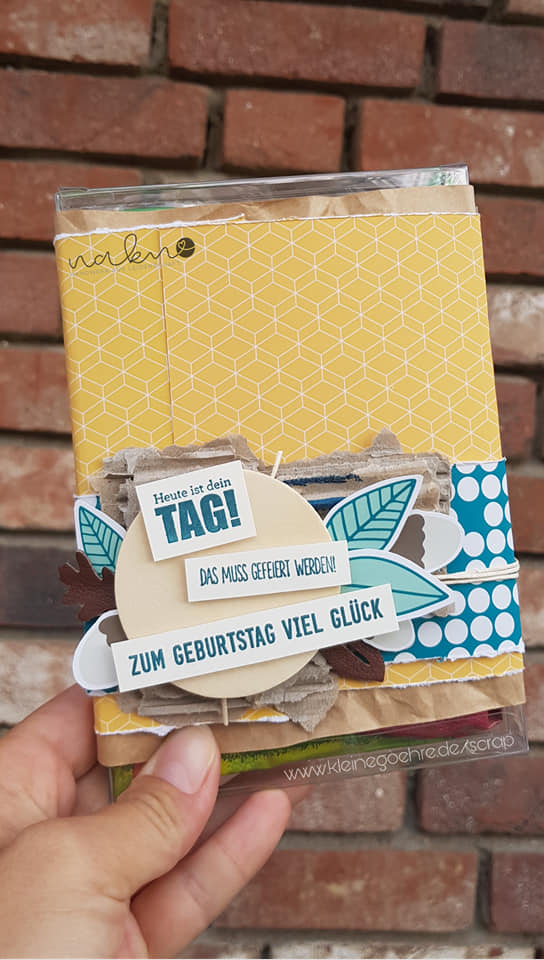 nakne
Heute ist dein
TAG!
DAS MUSS GEFEIERT WERDEN!
ZUM GEBURTSTAG VIEL GLÜCK
www.kleinegoehre.de/scrap